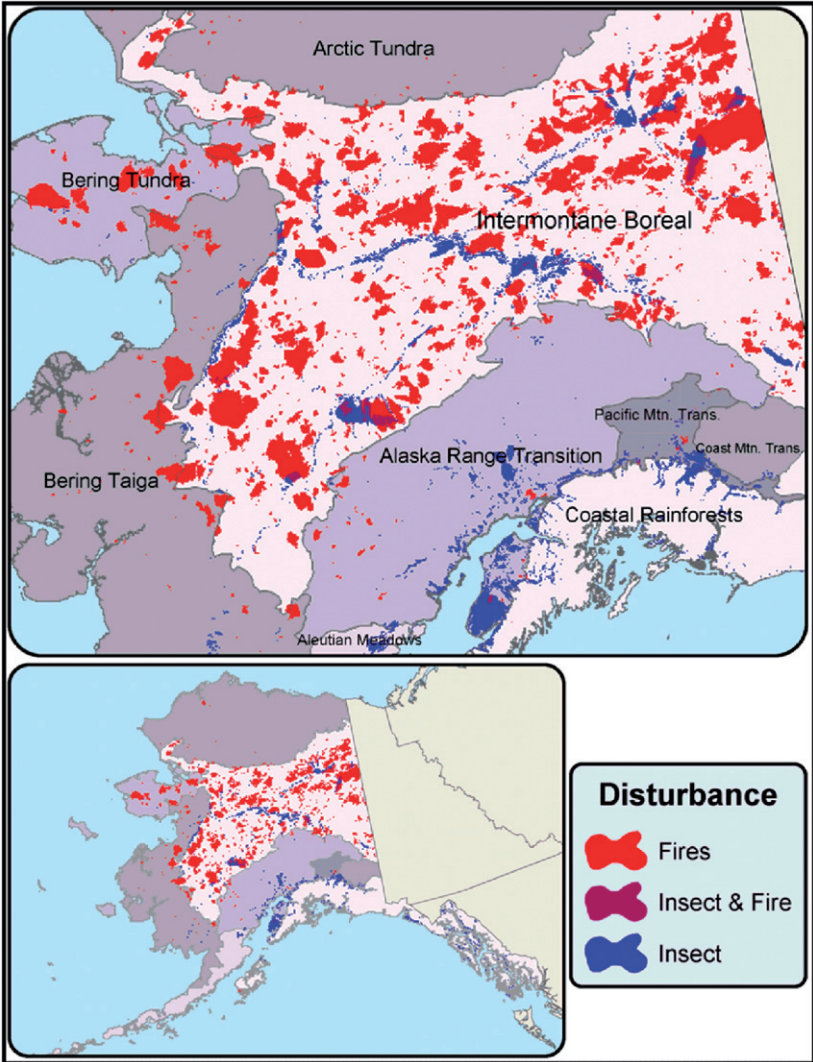 Arctic Tundra
Bering Tundra
Intermontane Boreal
Pacific Mtn. Trans.
Coast Mtn. Trans.
Alaska Range Transition
Bering Taiga
Coastal Rainforests
Aleutian Meadows
Disturbance
Fires
Insect & Fire
Insect